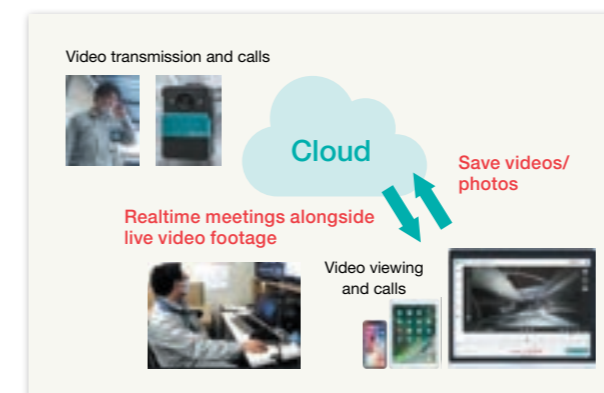 Video transmission and calls
Cloud
Save videos/
photos
Realtime meetings alongside
live video footage
Video viewing
and calls